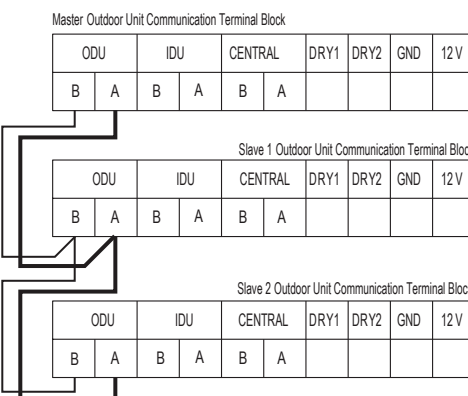 Master Outdoor Unit Communication Terminal Block
ODU IDU CENTRAL DRY1 DRY2 GND 12 V
B A B A B A
Slave 1 Outdoor Unit Communication Terminal Bloc
ODU IDU CENTRAL DRY1 DRY2 GND 12 V
B A B A B A
Slave 2 Outdoor Unit Communication Terminal Bloc
ODU IDU CENTRAL DRY1 DRY2 GND 12 V
B A B A B A